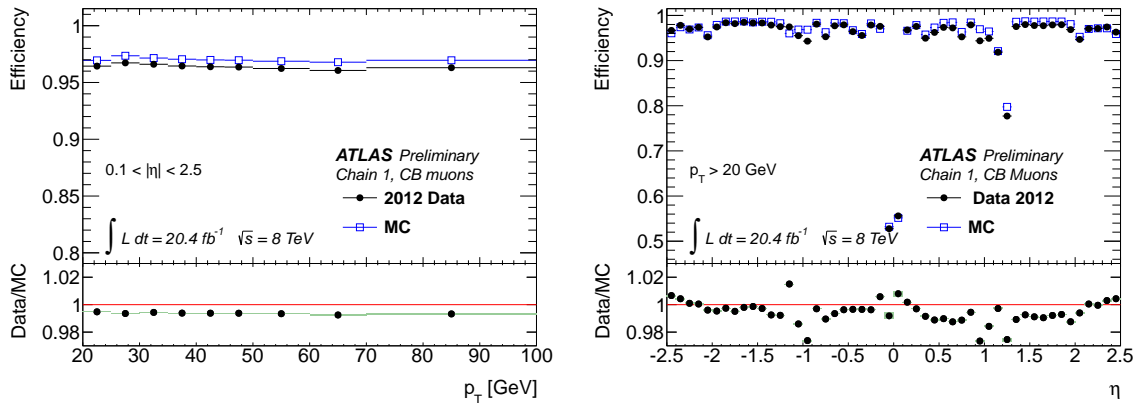 Efficiency
1
0.95
0.9
0.85
0.8
0.1 < |η| < 2.5
ATLAS Preliminary
Chain 1, CB muons
2012 Data
MC
∫ L dt = 20.4 fb⁻¹ √s = 8 TeV
Data/MC
1.02
1
0.98
20 30 40 50 60 70 80 90 100
p_T [GeV]
Efficiency
1
0.9
0.8
0.7
0.6
0.5
p_T > 20 GeV
ATLAS Preliminary
Chain 1, CB Muons
Data 2012
MC
∫ L dt = 20.4 fb⁻¹ √s = 8 TeV
Data/MC
1.02
1
0.98
-2.5 -2 -1.5 -1 -0.5 0 0.5 1 1.5 2 2.5
η